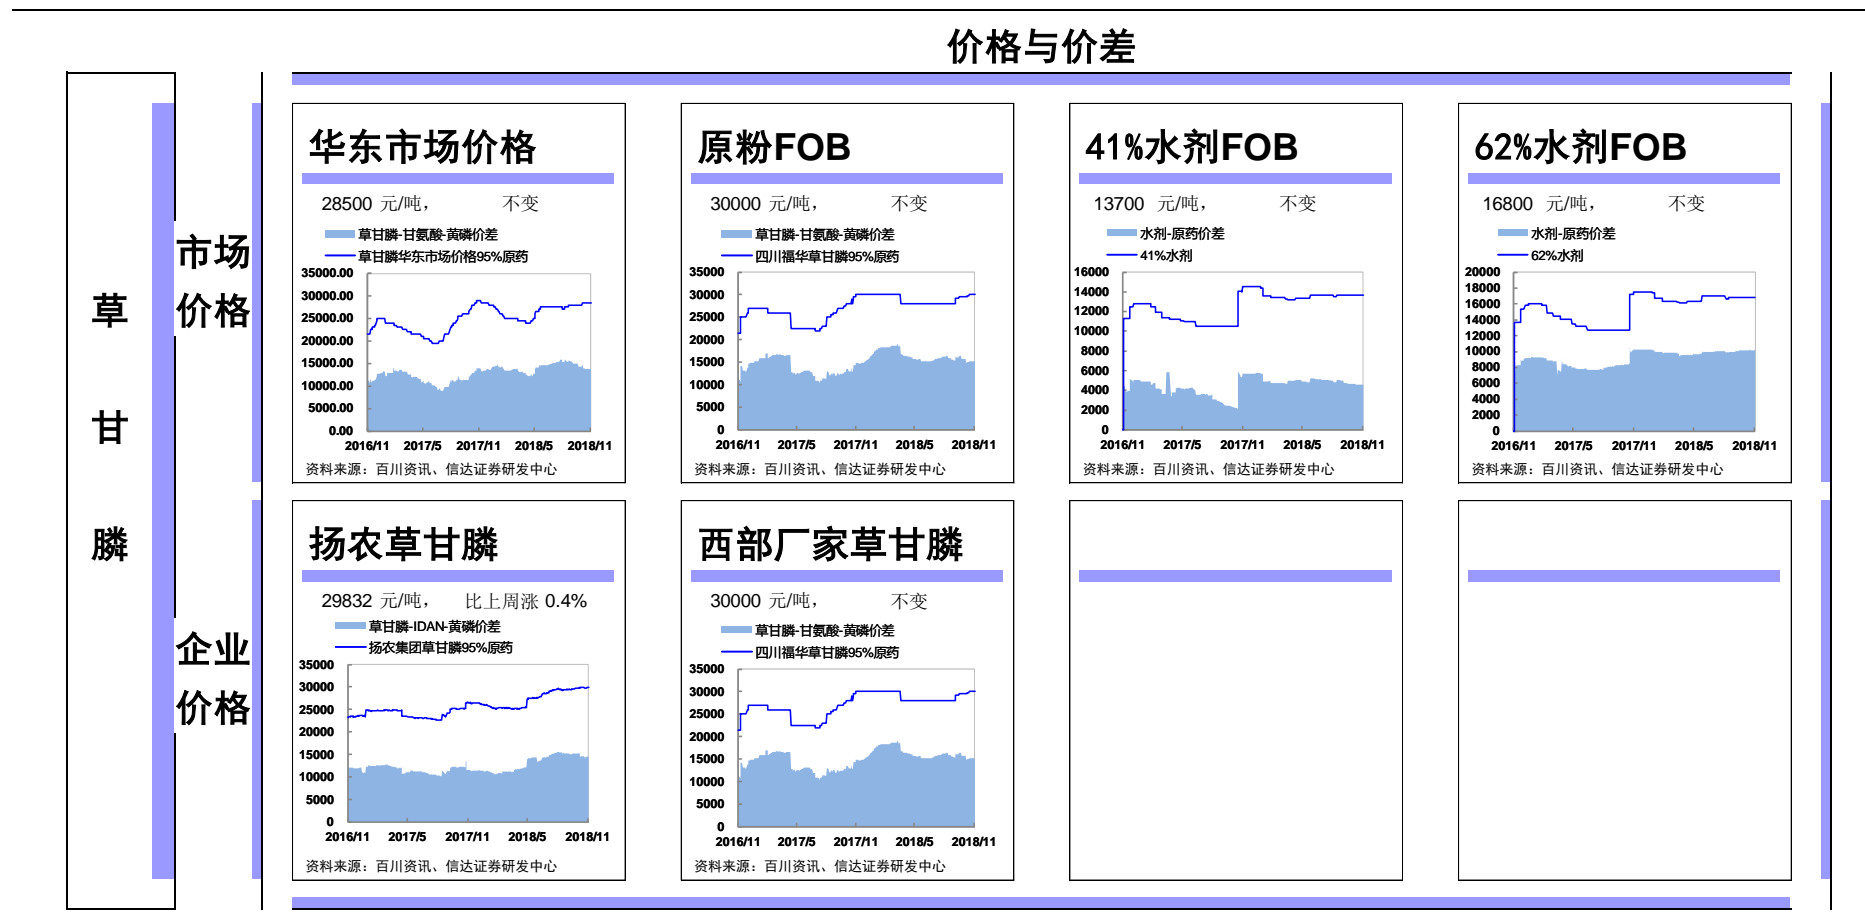 价格与价差
草
甘
膦
市场
价格
华东市场价格
28500 元/吨， 不变
草甘膦-甘氨酸-黄磷价差
草甘膦华东市场价格95%原药
35000.00
30000.00
25000.00
20000.00
15000.00
10000.00
5000.00
0.00
2016/11 2017/5 2017/11 2018/5 2018/11
资料来源：百川资讯、信达证券研发中心
原粉FOB
30000 元/吨， 不变
草甘膦-甘氨酸-黄磷价差
四川福华草甘膦95%原药
35000
30000
25000
20000
15000
10000
5000
0
2016/11 2017/5 2017/11 2018/5 2018/11
资料来源：百川资讯、信达证券研发中心
41%水剂FOB
13700 元/吨， 不变
水剂-原药价差
41%水剂
16000
14000
12000
10000
8000
6000
4000
2000
0
2016/11 2017/5 2017/11 2018/5 2018/11
资料来源：百川资讯、信达证券研发中心
62%水剂FOB
16800 元/吨， 不变
水剂-原药价差
62%水剂
20000
18000
16000
14000
12000
10000
8000
6000
4000
2000
0
2016/11 2017/5 2017/11 2018/5 2018/11
资料来源：百川资讯、信达证券研发中心
企业
价格
扬农草甘膦
29832 元/吨， 比上周涨 0.4%
草甘膦-IDAN-黄磷价差
扬农集团草甘膦95%原药
35000
30000
25000
20000
15000
10000
5000
0
2016/11 2017/5 2017/11 2018/5 2018/11
资料来源：百川资讯、信达证券研发中心
西部厂家草甘膦
30000 元/吨， 不变
草甘膦-甘氨酸-黄磷价差
四川福华草甘膦95%原药
35000
30000
25000
20000
15000
10000
5000
0
2016/11 2017/5 2017/11 2018/5 2018/11
资料来源：百川资讯、信达证券研发中心